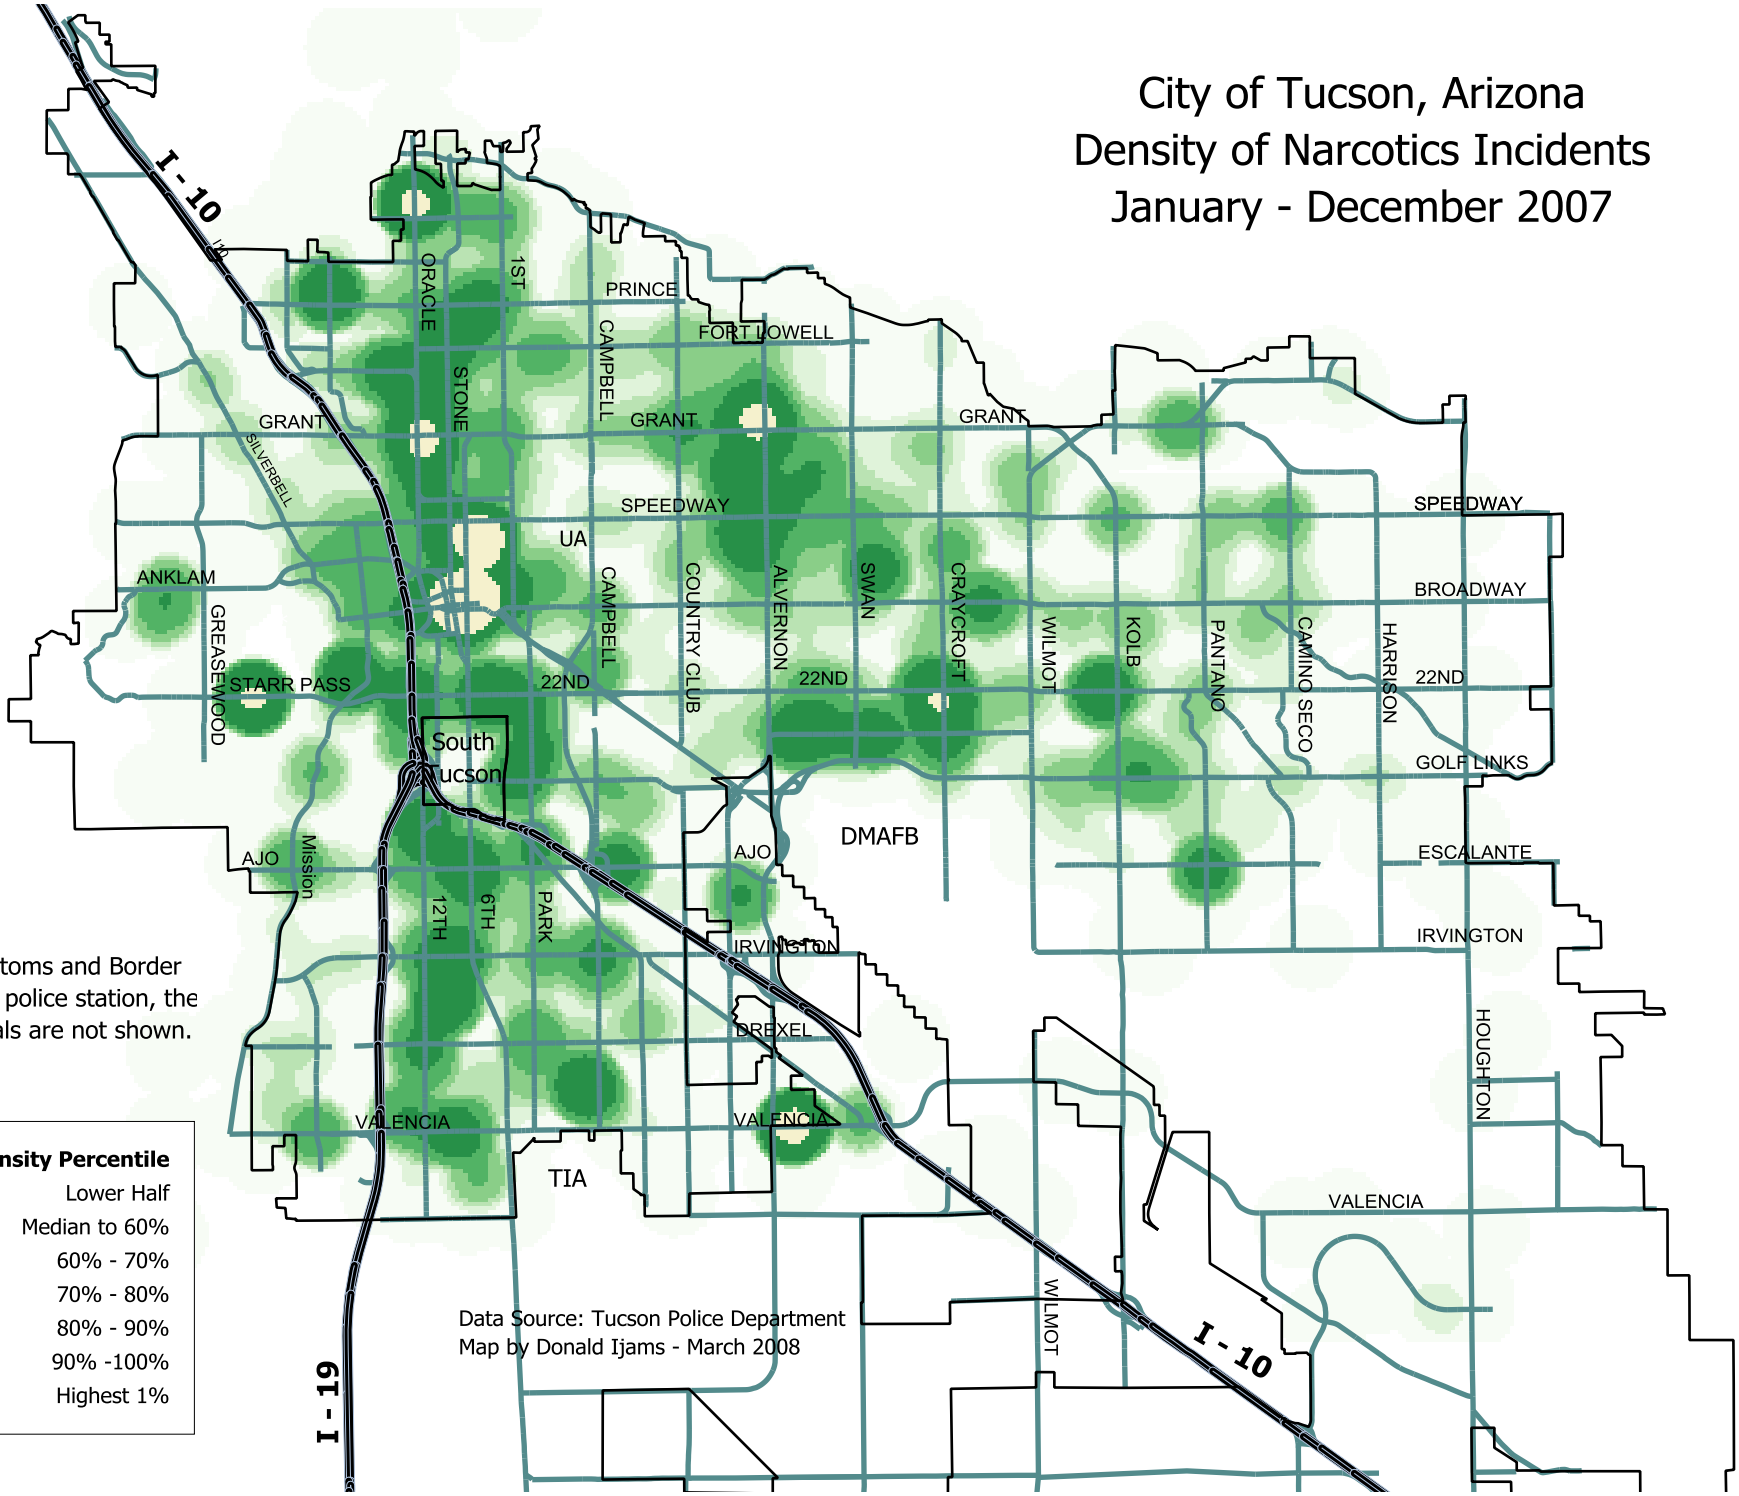 City of Tucson, Arizona
Density of Narcotics Incidents
January - December 2007
I - 10
I10
ORACLE
1ST
PRINCE
FORT LOWELL
CAMPBELL
STONE
GRANT
GRANT
GRANT
SILVERBELL
SPEEDWAY
SPEEDWAY
UA
ANKLAM
GREASEWOOD
CAMPBELL
COUNTRY CLUB
ALVERNON
SWAN
CRAYCROFT
WILMOT
KOLB
PANTANO
CAMINO SECO
HARRISON
BROADWAY
STARR PASS
22ND
22ND
22ND
South
Tucson
GOLF LINKS
DMAFB
AJO
Mission
AJO
ESCALANTE
12TH
6TH
PARK
IRVINGTON
IRVINGTON
toms and Border
police station, the
als are not shown.
DREXEL
HOUGHTON
VALENCIA
VALENCIA
TIA
VALENCIA
nsity Percentile
Lower Half
Median to 60%
60% - 70%
70% - 80%
80% - 90%
90% -100%
Highest 1%
WILMOT
Data Source: Tucson Police Department
Map by Donald Ijams - March 2008
I - 19
I - 10